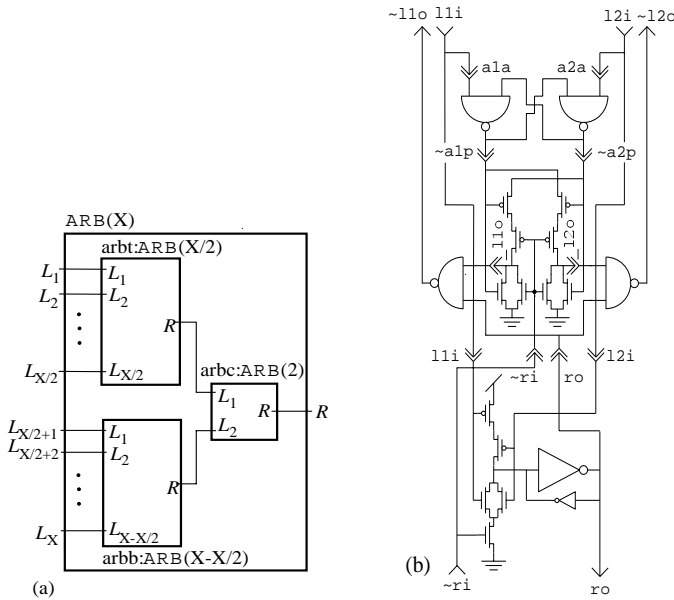 ARB(X)
arbt:ARB(X/2)
L1 L1
L2 L2
R
LX/2 LX/2
arbc:ARB(2)
L1
R R
L2
LX/2+1 L1
LX/2+2 L2
R
LX LX-X/2
arbb:ARB(X-X/2)
(a)
~l1o l1i l2i ~l2o
a1a a2a
~a1p ~a2p
l1o l2o
l1i ~ri ro l2i
(b)
~ri ro